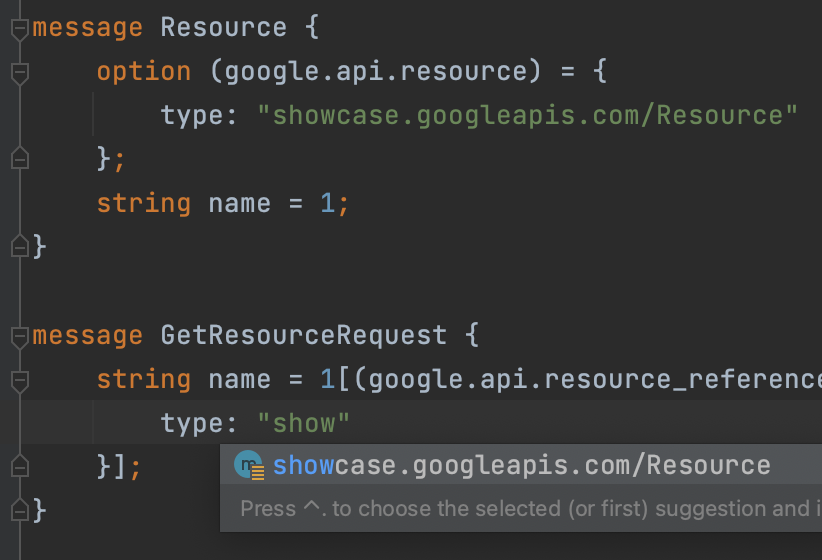 message Resource {
option (google.api.resource) = {
type: "showcase.googleapis.com/Resource"
};
string name = 1;
}
message GetResourceRequest {
string name = 1[(google.api.resource_reference
type: "show"
m showcase.googleapis.com/Resource
}];
Press ^. to choose the selected (or first) suggestion and i
}